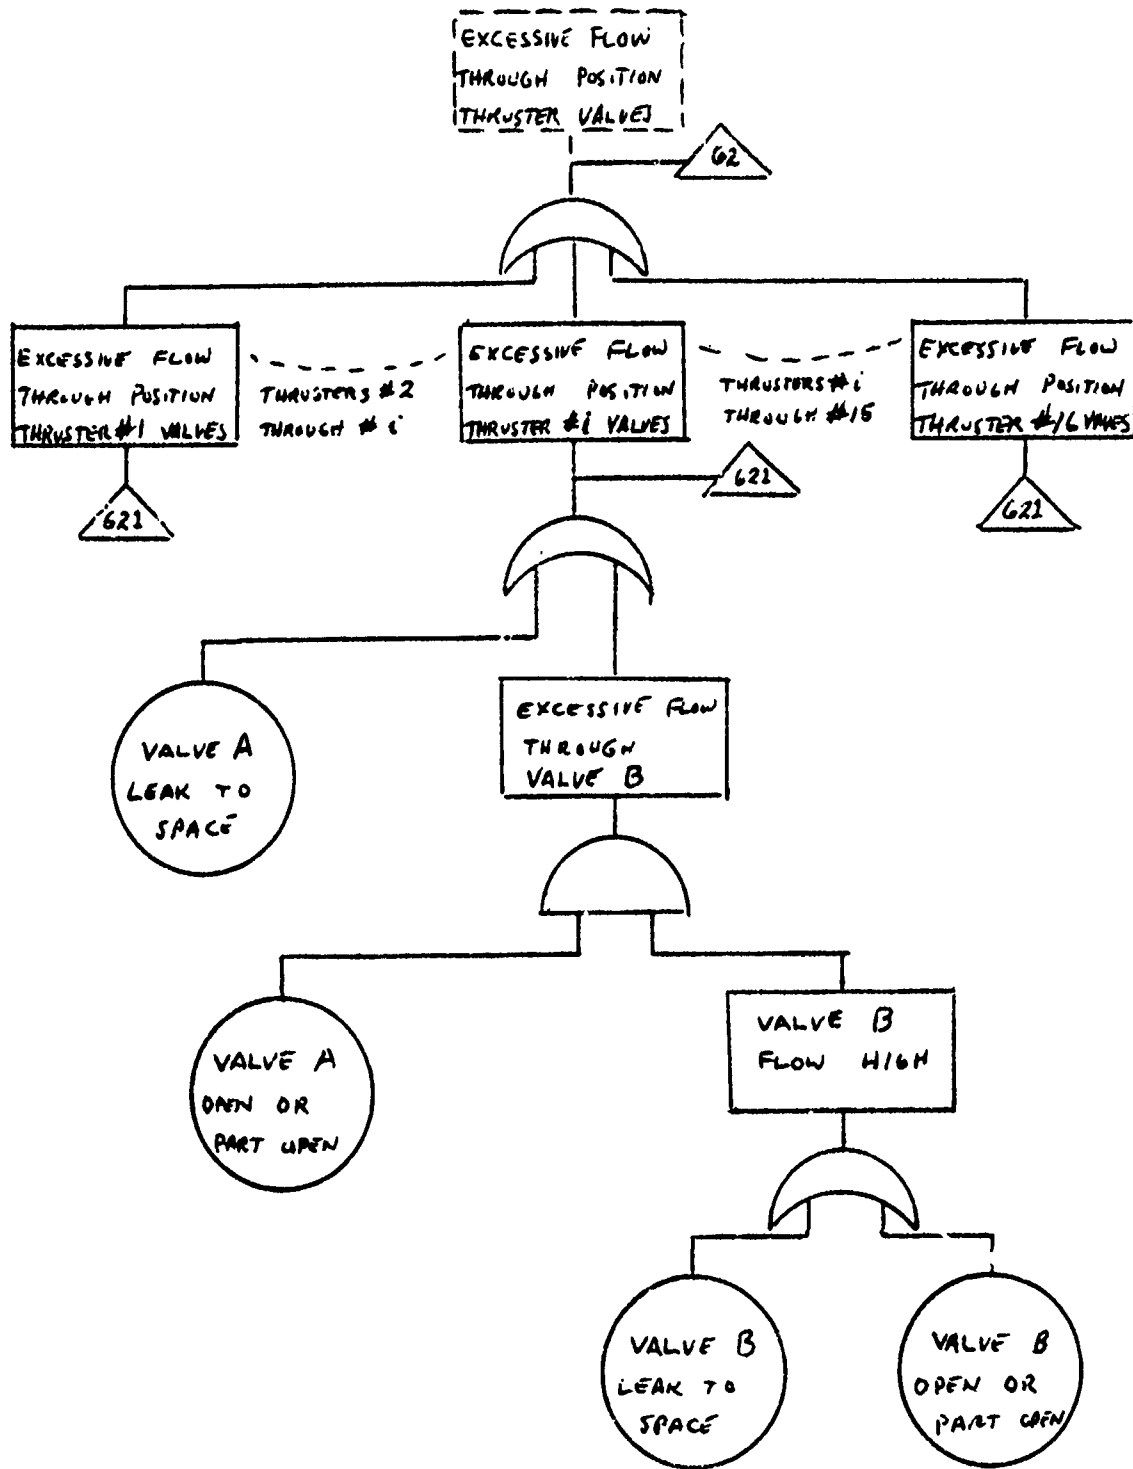 EXCESSIVE FLOW
THROUGH POSITION
THRUSTER VALVES
62
EXCESSIVE FLOW
THROUGH POSITION
THRUSTER #1 VALVES
THRUSTERS #2
THROUGH # i
EXCESSIVE FLOW
THROUGH POSITION
THRUSTER #i VALVES
THRUSTERS # i
THROUGH #15
EXCESSIVE FLOW
THROUGH POSITION
THRUSTER #16 VALVES
621
621
621
VALVE A
LEAK TO
SPACE
EXCESSIVE FLOW
THROUGH
VALVE B
VALVE A
OPEN OR
PART OPEN
VALVE B
FLOW HIGH
VALVE B
LEAK TO
SPACE
VALVE B
OPEN OR
PART OPEN